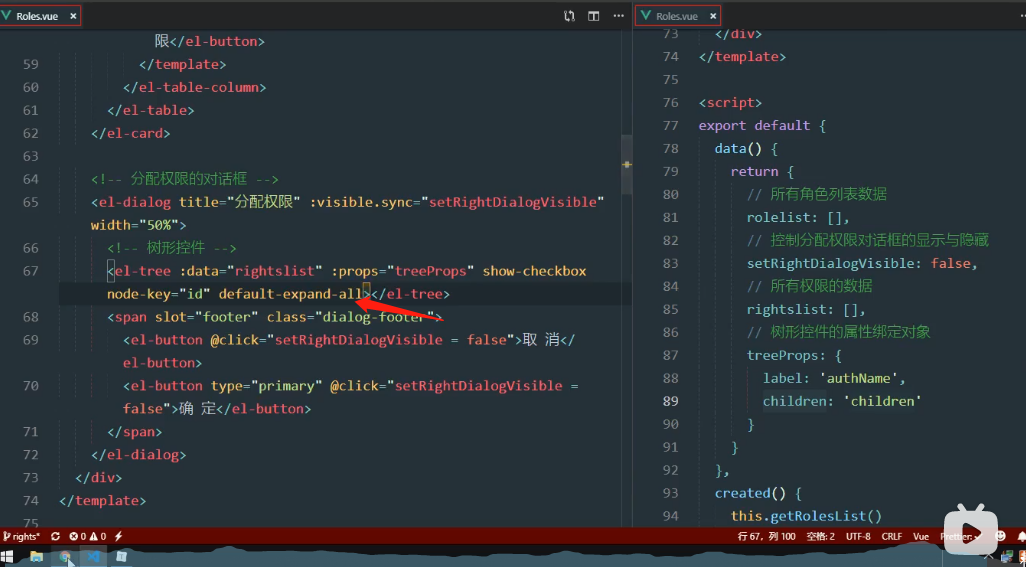 Roles.vue ×
Roles.vue ×
限</el-button>
59 </template>
60 </el-table-column>
61 </el-table>
62 </el-card>
63
64 <!-- 分配权限的对话框 -->
65 <el-dialog title="分配权限" :visible.sync="setRightDialogVisible"
width="50%">
66 <!-- 树形控件 -->
67 <el-tree :data="rightslist" :props="treeProps" show-checkbox
node-key="id" default-expand-all></el-tree>
68 <span slot="footer" class="dialog-footer">
69 <el-button @click="setRightDialogVisible = false">取 消</
el-button>
70 <el-button type="primary" @click="setRightDialogVisible =
false">确 定</el-button>
71 </span>
72 </el-dialog>
73 </div>
74 </template>
75
73 </div>
74 </template>
75
76 <script>
77 export default {
78 data() {
79 return {
80 // 所有角色列表数据
81 rolelist: [],
82 // 控制分配权限对话框的显示与隐藏
83 setRightDialogVisible: false,
84 // 所有权限的数据
85 rightslist: [],
86 // 树形控件的属性绑定对象
87 treeProps: {
88 label: 'authName',
89 children: 'children'
90 }
91 }
92 },
93 created() {
94 this.getRolesList()
rights* 0 0 行 67, 列 100 空格: 2 UTF-8 CRLF Vue Prettier: ✓